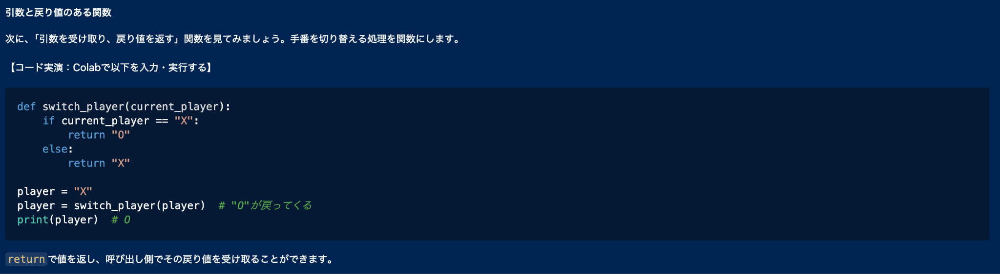 引数と戻り値のある関数
次に、「引数を受け取り、戻り値を返す」関数を見てみましょう。手番を切り替える処理を関数にします。
【コード実演：Colabで以下を入力・実行する】
def switch_player(current_player):
    if current_player == "X":
        return "O"
    else:
        return "X"
player = "X"
player = switch_player(player)  # "O"が戻ってくる
print(player)  # O
returnで値を返し、呼び出し側でその戻り値を受け取ることができます。